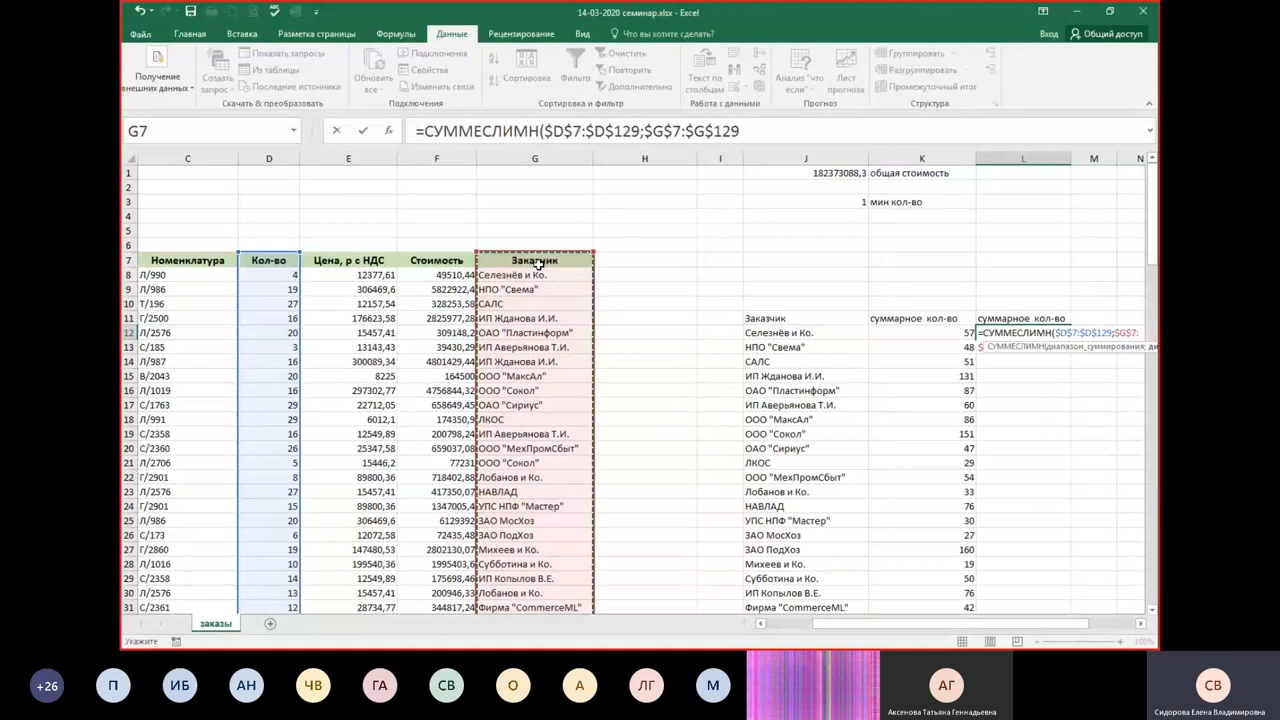 14-03-2020 семинар.xlsx - Excel
Файл Главная Вставка Разметка страницы Формулы Данные Рецензирование Вид Что вы хотите сделать? Вход Общий доступ
Получение внешних данных
Создать запрос
Показать запросы
Из таблицы
Последние источники
Скачать & преобразовать
Обновить все
Подключения
Свойства
Изменить связи
Подключения
Сортировка
Фильтр
Очистить
Повторить
Дополнительно
Сортировка и фильтр
Текст по столбцам
Работа с данными
Анализ "что если"
Лист прогноза
Прогноз
Группировать
Разгруппировать
Промежуточный итог
Структура
G7 =СУММЕСЛИМН($D$7:$D$129;$G$7:$G$129
C D E F G H I J K L M N
1 182373088,3 общая стоимость
2
3 1 мин кол-во
4
5
6
7 Номенклатура Кол-во Цена, р с НДС Стоимость Заказчик
8 Л/990 4 12377,61 49510,44 Селезнёв и Ко.
9 Л/986 19 306469,6 5822922,4 НПО "Свема"
10 Т/196 27 12157,54 328253,58 САЛС
11 Г/2500 16 176623,58 2825977,28 ИП Жданова И.И. Заказчик суммарное кол-во суммарное кол-во
12 Л/2576 20 15457,41 309148,2 ОАО "Пластинформ" Селезнёв и Ко. 57 =СУММЕСЛИМН($D$7:$D$129;$G$7:
13 С/185 3 13143,43 39430,29 ИП Аверьянова Т.И. НПО "Свема" 48 $ СУММЕСЛИМН(диапазон_суммирования; ди
14 Л/987 16 300089,34 4801429,44 ИП Жданова И.И. САЛС 51
15 В/2043 20 8225 164500 ООО "МаксАл" ИП Жданова И.И. 131
16 Л/1019 16 297302,77 4756844,32 ООО "Сокол" ОАО "Пластинформ" 87
17 С/1763 29 22712,05 658649,45 ОАО "Сириус" ИП Аверьянова Т.И. 60
18 Л/991 29 6012,1 174350,9 ЛКОС ООО "МаксАл" 86
19 С/2358 16 12549,89 200798,24 ИП Аверьянова Т.И. ООО "Сокол" 151
20 С/2360 26 25347,58 659037,08 ООО "МехПромСбыт" ОАО "Сириус" 47
21 Л/2706 5 15446,2 77231 ООО "Сокол" ЛКОС 29
22 Г/2901 8 89800,36 718402,88 Лобанов и Ко. ООО "МехПромСбыт" 54
23 Л/2576 27 15457,41 417350,07 НАВЛАД Лобанов и Ко. 33
24 Г/2901 15 89800,36 1347005,4 УПС НПФ "Мастер" НАВЛАД 76
25 Л/986 20 306469,6 6129392 ЗАО МосХоз УПС НПФ "Мастер" 30
26 С/173 6 12072,58 72435,48 ЗАО ПодХоз ЗАО МосХоз 27
27 Г/2860 19 147480,53 2802130,07 Михеев и Ко. ЗАО ПодХоз 160
28 Л/1016 10 199540,36 1995403,6 Субботина и Ко. Михеев и Ко. 19
29 С/2358 14 12549,89 175698,46 ИП Копылов В.Е. Субботина и Ко. 50
30 Л/2576 13 15457,41 200946,33 Лобанов и Ко. ИП Копылов В.Е. 76
31 С/2361 12 28734,77 344817,24 Фирма "CommerceML" Фирма "CommerceML" 42
заказы
Укажите 100%
+26 П ИБ АН ЧВ ГА СВ О А ЛГ М АГ СВ
Аксенова Татьяна Геннадьевна Сидорова Елена Владимировна